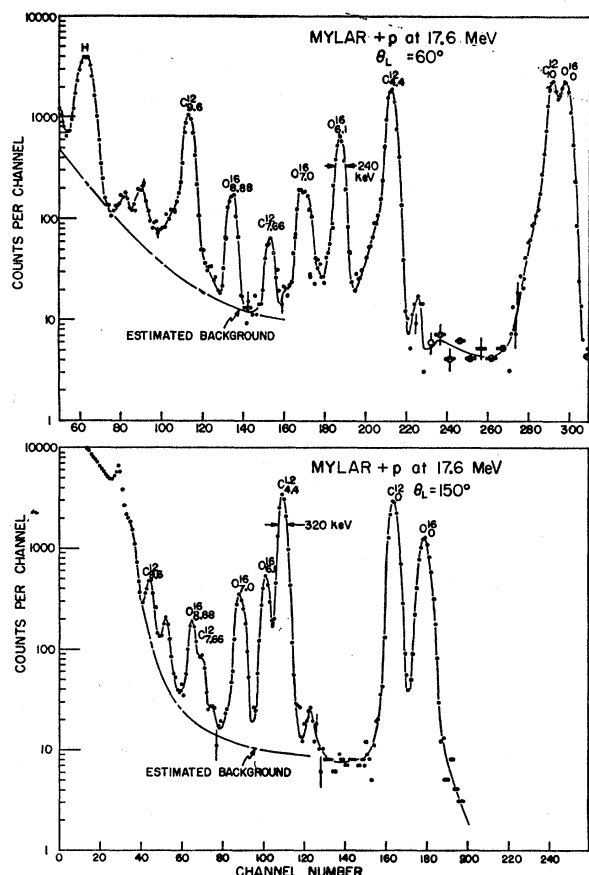 MYLAR + p at 17.6 MeV
θL = 60°
H
C12 9.6
O16 8.88
C12 7.66
O16 7.0
O16 6.1
240 KeV
C12 4.4
C12 0
O16 0
ESTIMATED BACKGROUND
COUNTS PER CHANNEL
1000
100
10
1
60 80 100 120 140 160 180 200 220 240 260 280 300
10000
MYLAR + p at 17.6 MeV
θL = 150°
C12 9.6
O16 8.88
C12 7.66
O16 7.0
O16 6.1
C12 4.4
320 keV
C12 0
O16 0
ESTIMATED BACKGROUND
COUNTS PER CHANNEL
1000
100
10
1
0 20 40 60 80 100 120 140 160 180 200 220 240
CHANNEL NUMBER